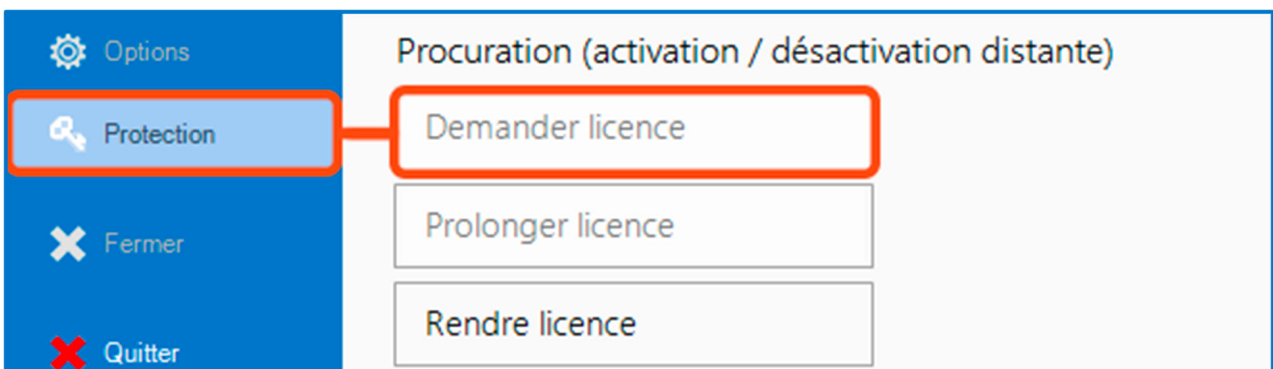 Options
Protection
Fermer
Quitter
Procuration (activation / désactivation distante)
Demander licence
Prolonger licence
Rendre licence